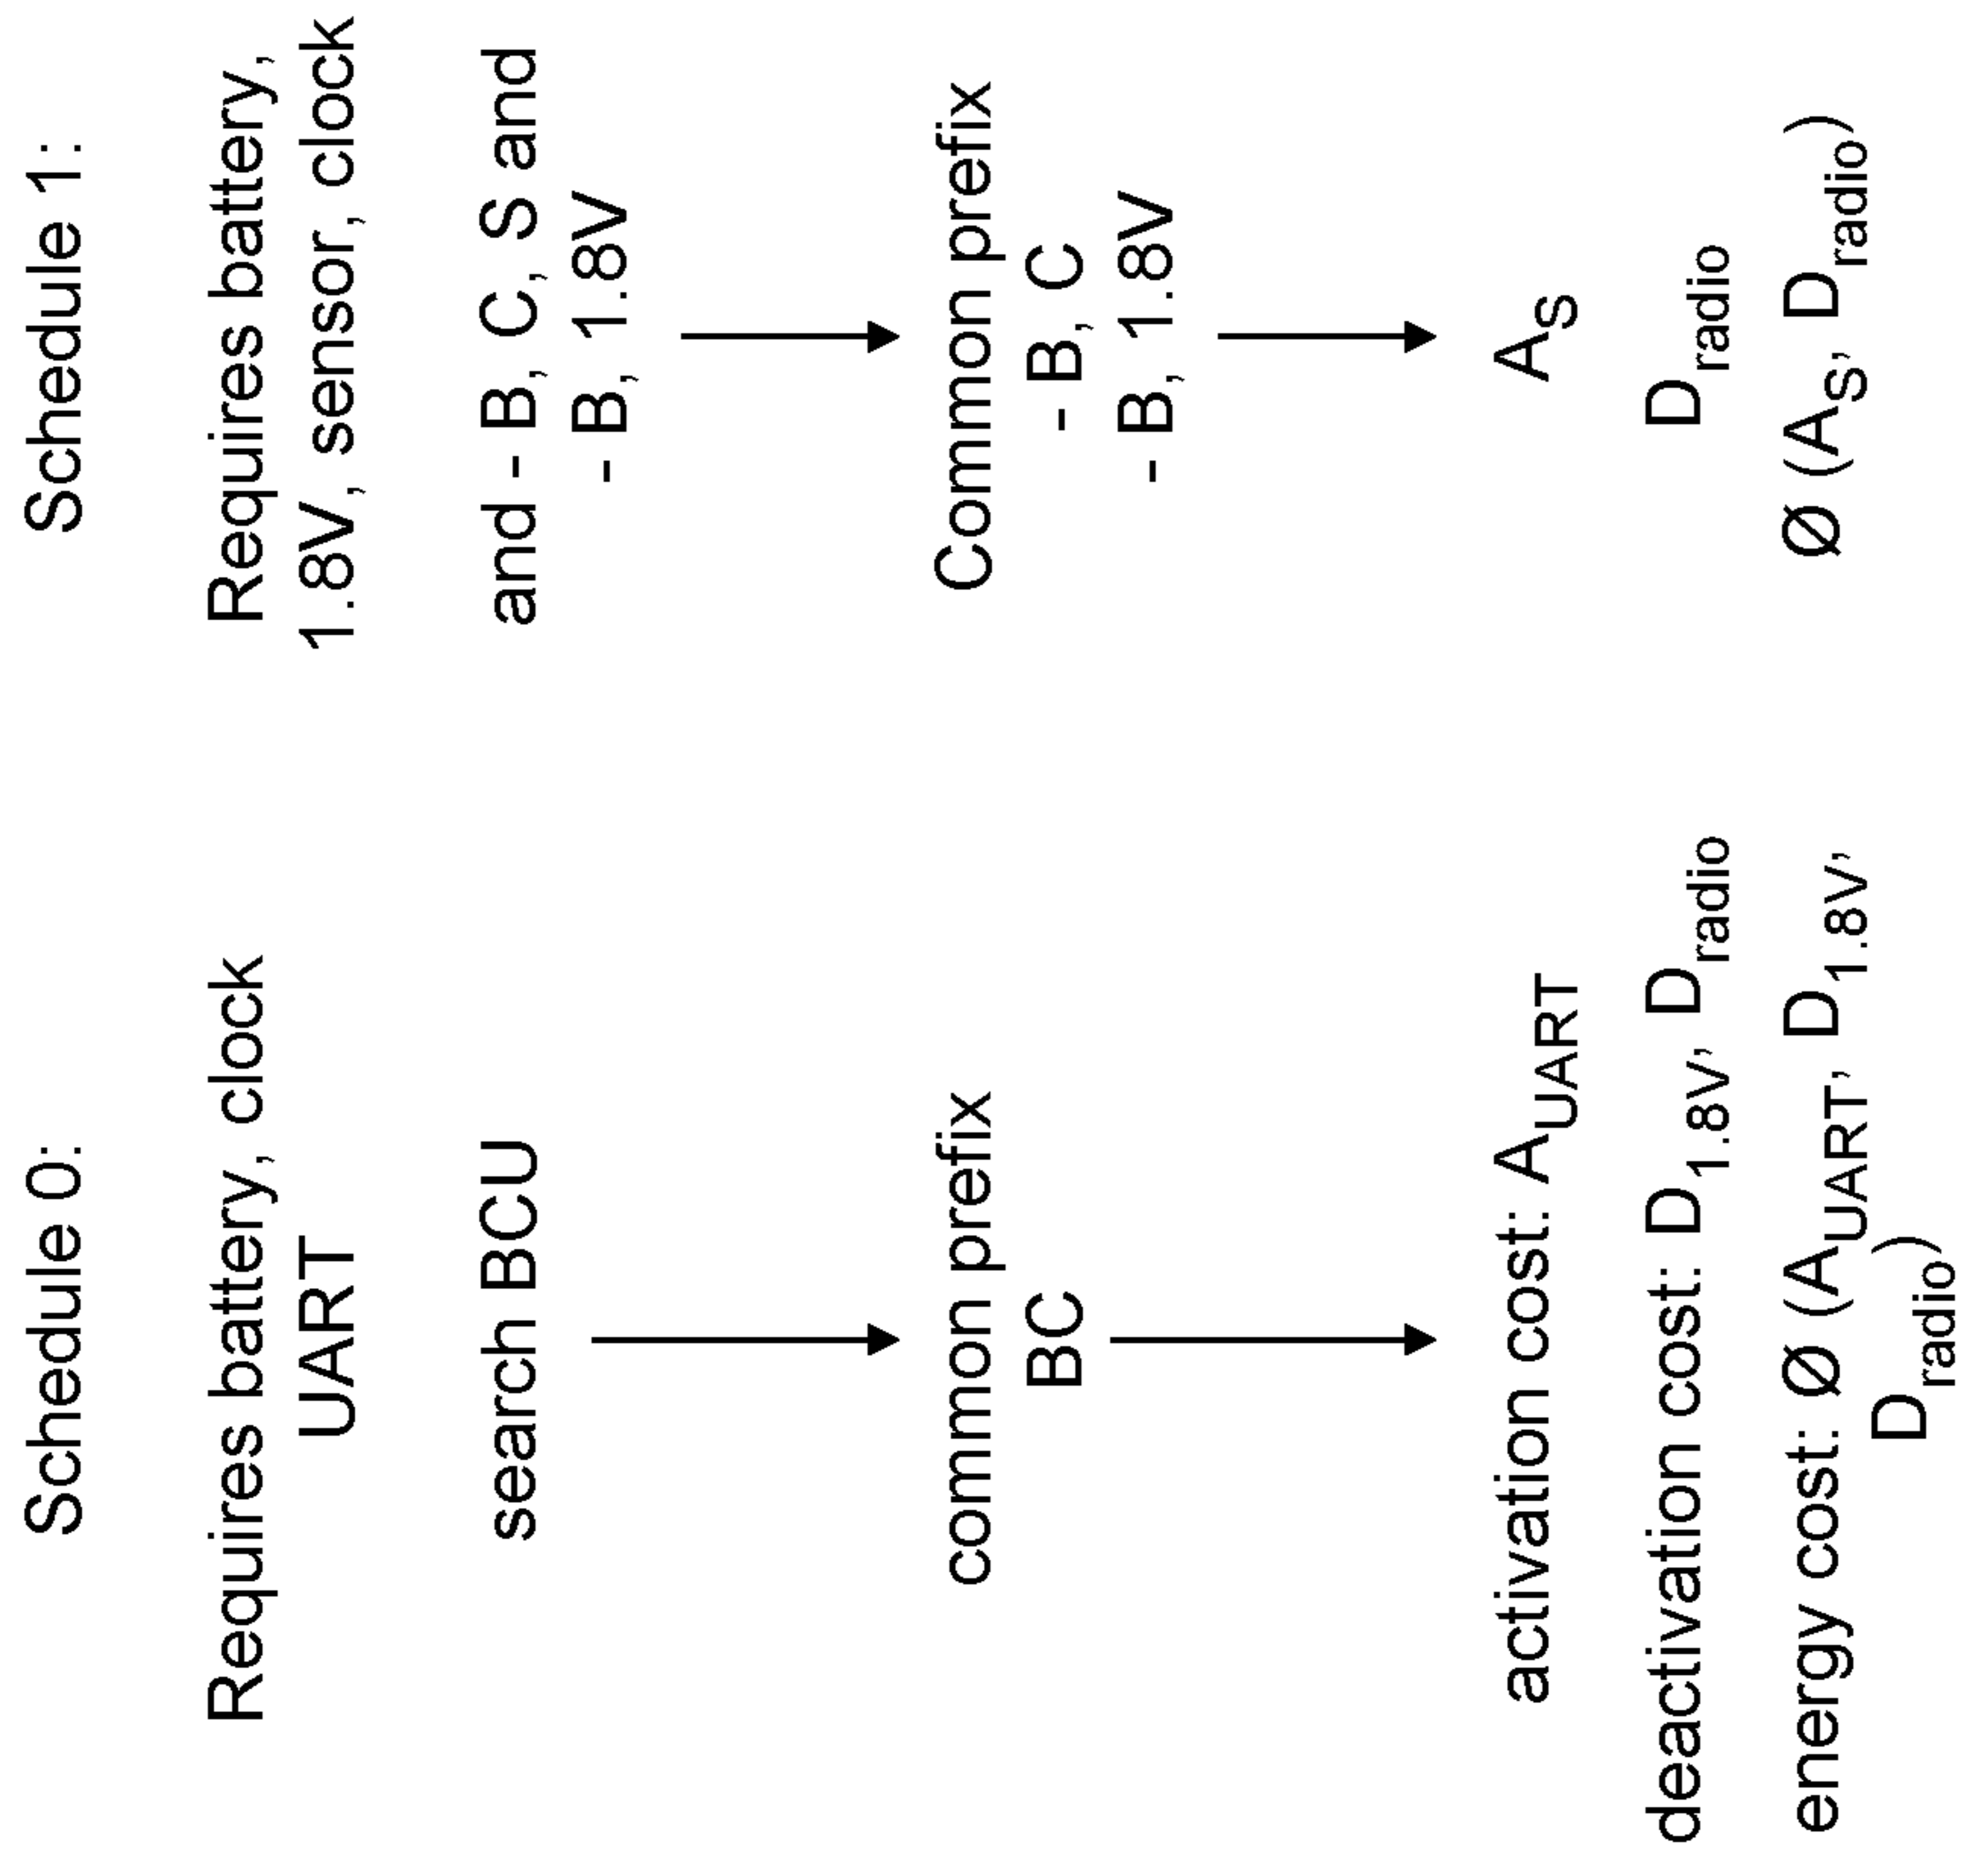 Schedule 0:
Requires battery, clock
UART
search BCU
common prefix
BC
activation cost: A_UART
deactivation cost: D_1.8V, D_radio
energy cost: Ø (A_UART, D_1.8V,
D_radio)
Schedule 1:
Requires battery,
1.8V, sensor, clock
and - B, C, S and
- B, 1.8V
Common prefix
- B, C
- B, 1.8V
A_S
D_radio
Ø (A_S, D_radio)